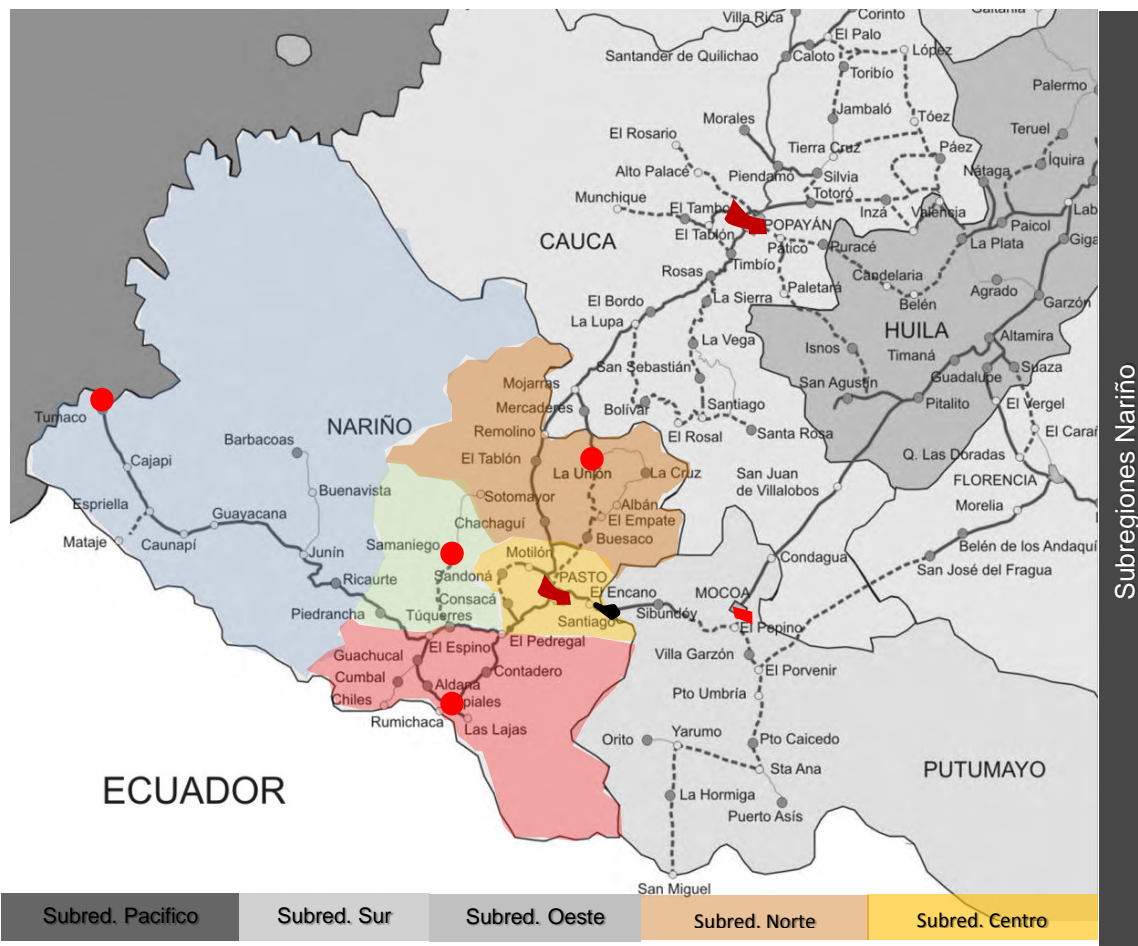 Villa Rica
Corinto
El Palo
Santander de Quilichao
Caloto
López
Toribío
Palermo
Morales
Jambaló
Tóez
El Rosario
Teruel
Tierra Cruz
Páez
Íquira
Alto Palacé
Piendamó
Silvia
Nátaga
Munchique
Totoró
El Tambo
Inzá
Valencia
Lab
POPAYÁN
Paicol
CAUCA
El Tablón
Pático
Puracé
La Plata
Giga
Timbío
Rosas
Candelaria
Paletará
Agrado
La Sierra
El Bordo
Belén
Garzón
La Lupa
HUILA
Altamira
La Vega
Isnos
Timaná
San Sebastián
Suaza
Guadalupe
Mojarras
San Agustín
Pitalito
Mercaderes
Bolívar
Santiago
El Vergel
Tumaco
NARIÑO
Remolino
El Rosal
Santa Rosa
El Cara
Barbacoas
El Tablón
Q. Las Doradas
Cajapi
La Unión
La Cruz
San Juan
de Villalobos
FLORENCIA
Buenavista
Sotomayor
Espriella
Albán
Morelia
Guayacana
Chachaguí
El Empate
Mataje
Caunapí
Samaniego
Buesaco
Belén de los Andaquí
Junín
Motilón
Condagua
San José del Fragua
Ricaurte
Sandoná
PASTO
El Encano
MOCOA
Piedrancha
Consacá
Sibundoy
Túquerres
Santiago
El Pepino
El Espino
El Pedregal
Guachucal
Villa Garzón
Contadero
El Porvenir
Cumbal
Aldana
Chiles
piales
Pto Umbría
Rumichaca
Las Lajas
Yarumo
Orito
Pto Caicedo
Sta Ana
PUTUMAYO
ECUADOR
La Hormiga
Puerto Asís
San Miguel
Subregiones Nariño
Subred. Pacifico
Subred. Sur
Subred. Oeste
Subred. Norte
Subred. Centro